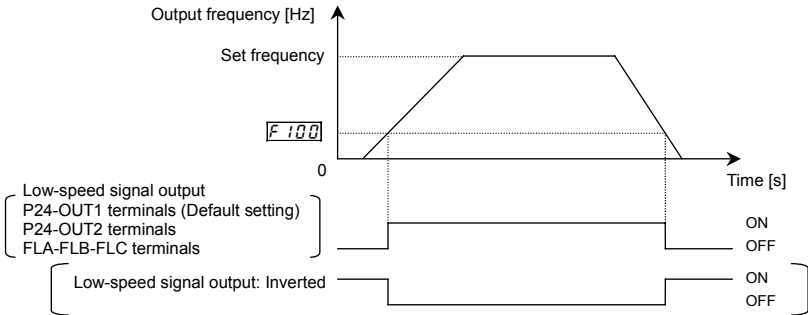 Output frequency [Hz]
Set frequency
F100
0
Time [s]
Low-speed signal output
P24-OUT1 terminals (Default setting)
P24-OUT2 terminals
FLA-FLB-FLC terminals
ON
OFF
Low-speed signal output: Inverted
ON
OFF